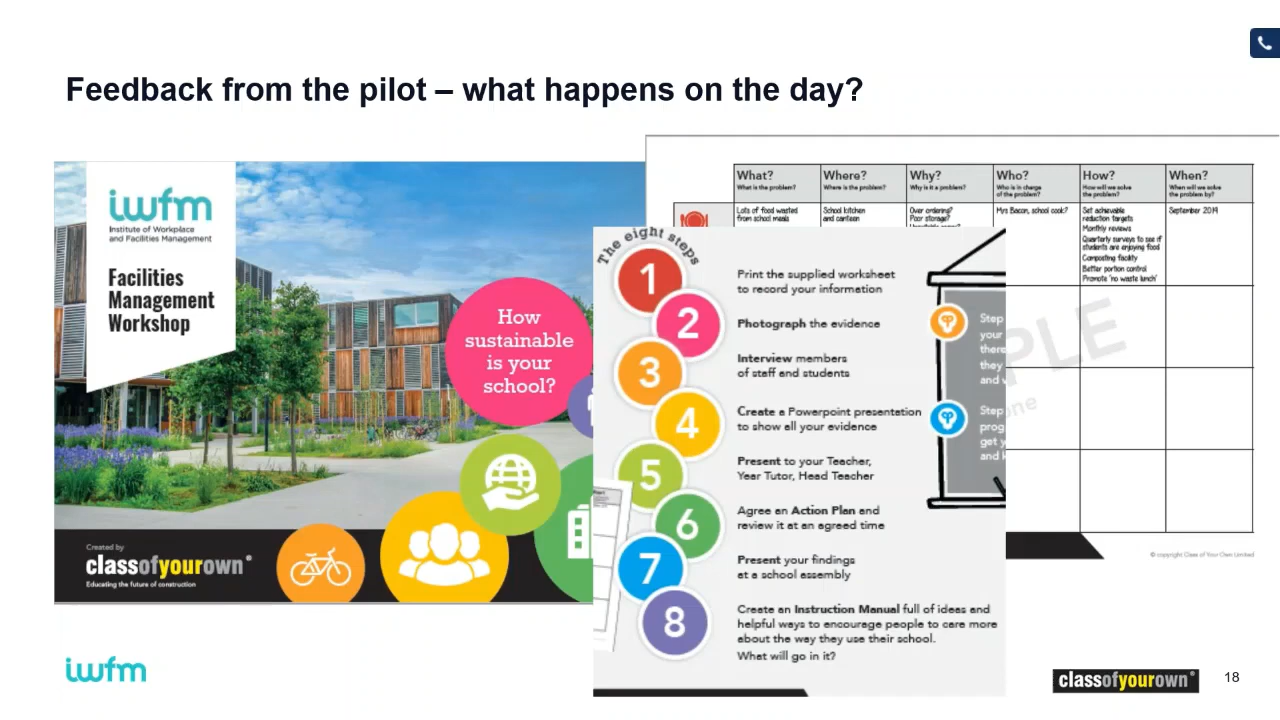 Feedback from the pilot – what happens on the day?
iwfm
Institute of Workplace
and Facilities Management
Facilities
Management
Workshop
How
sustainable
is your
school?
Created by
classofyourown®
Educating the future of construction
What?
What is the problem?
Where?
Where is the problem?
Why?
Why is it a problem?
Who?
Who is in charge
of the problem?
How?
How will we solve
the problem?
When?
When will we solve
the problem by?
Lots of food wasted
from school meals
School kitchen
and canteen
Over ordering?
Poor storage?
Mrs Bacon, school cook?
Set achievable
reduction targets
Monthly reviews
Quarterly surveys to see if
students are enjoying food
Composting facility
Better portion control
Promote 'no waste lunch'
September 2019
The eight steps
1
Print the supplied worksheet
to record your information
2
Photograph the evidence
3
Interview members
of staff and students
4
Create a Powerpoint presentation
to show all your evidence
5
Present to your Teacher,
Year Tutor, Head Teacher
6
Agree an Action Plan and
review it at an agreed time
7
Present your findings
at a school assembly
8
Create an Instruction Manual full of ideas and
helpful ways to encourage people to care more
about the way they use their school.
What will go in it?
Step
your
there
they
and
Step
prog
get
and
PLE
one
© copyright Class of Your Own Limited
iwfm
classofyourown®
18